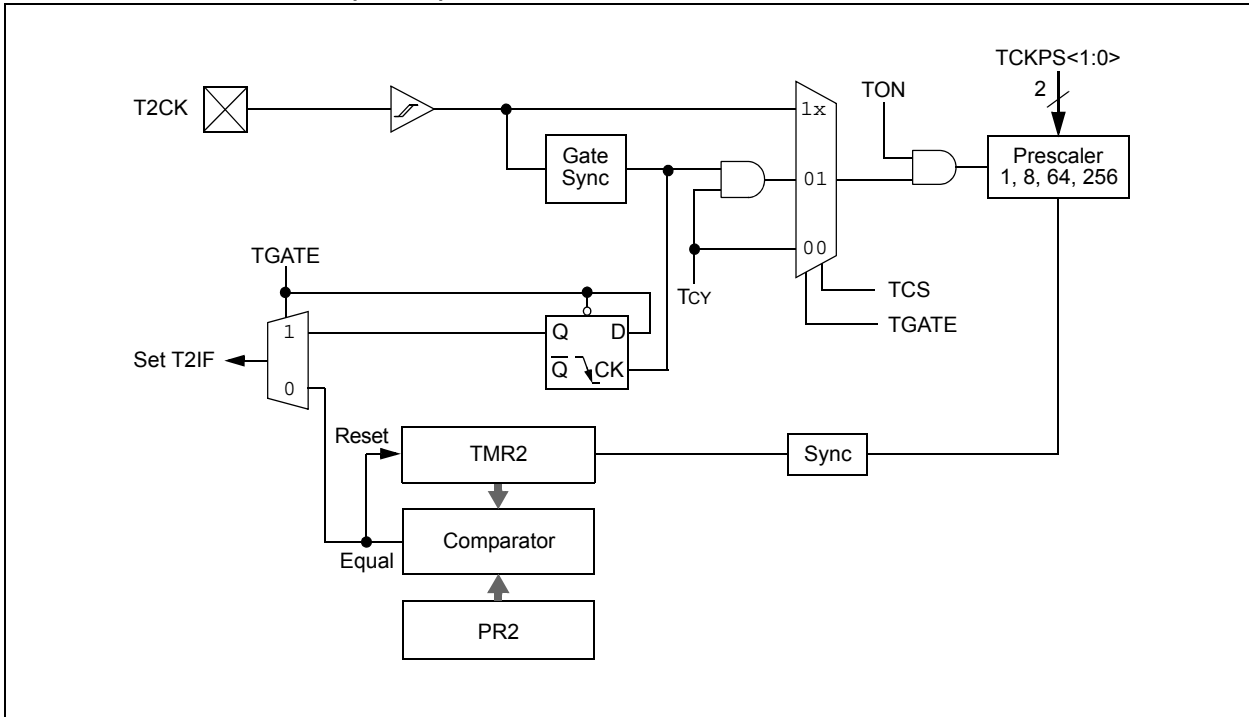 TCKPS<1:0>
2
T2CK
TON
1x
Gate
Sync
Prescaler
1, 8, 64, 256
01
00
TGATE
TCY
TCS
TGATE
1
Q D
Set T2IF
Q CK
0
Reset
TMR2
Sync
Comparator
Equal
PR2